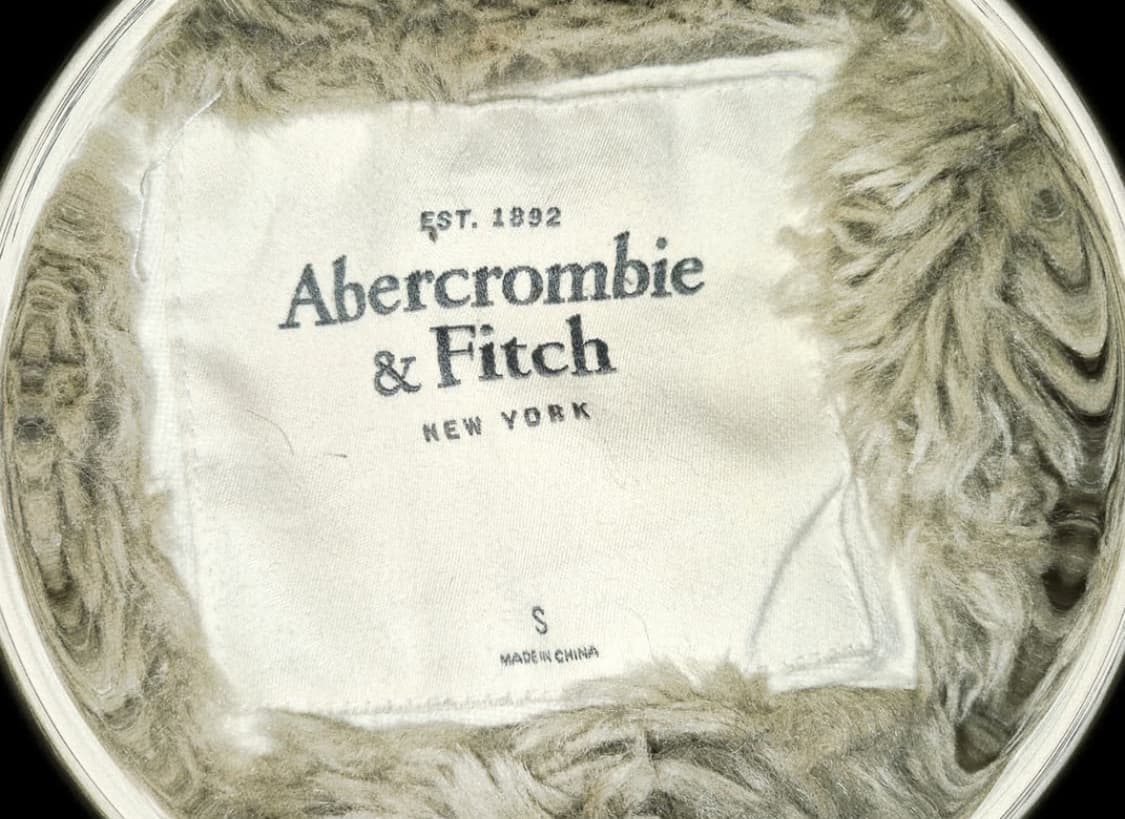 EST. 1892
Abercrombie
& Fitch
NEW YORK
S
MADE IN CHINA